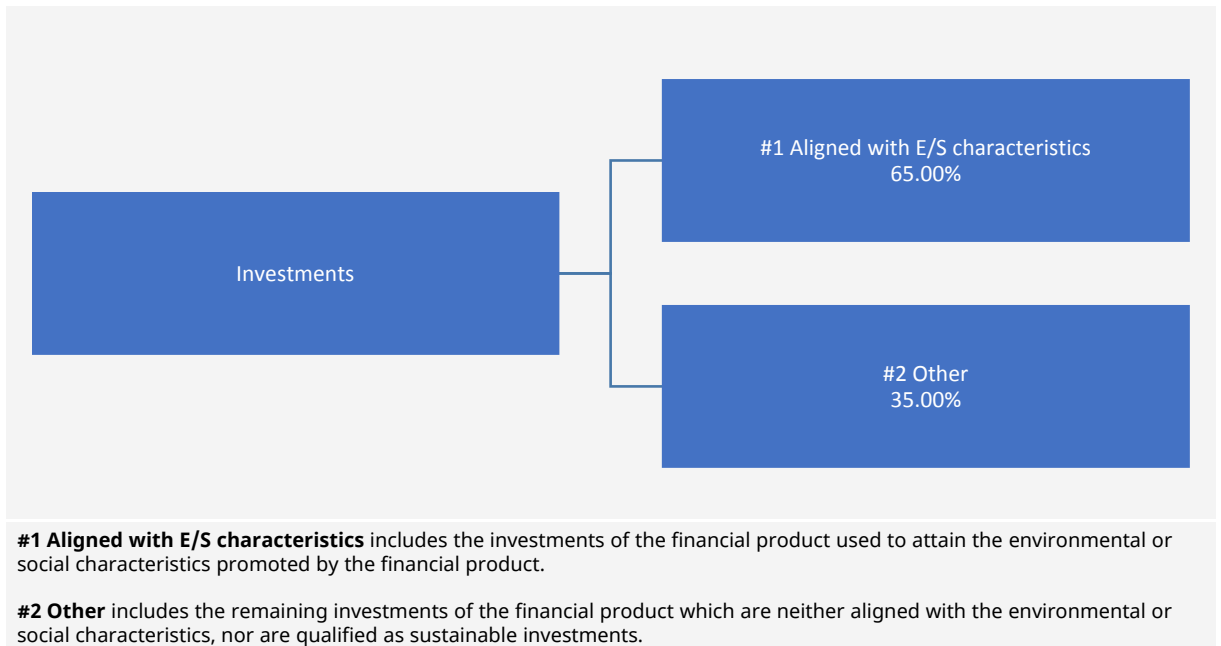 #1 Aligned with E/S characteristics
65.00%
Investments
#2 Other
35.00%
#1 Aligned with E/S characteristics includes the investments of the financial product used to attain the environmental or
social characteristics promoted by the financial product.
#2 Other includes the remaining investments of the financial product which are neither aligned with the environmental or
social characteristics, nor are qualified as sustainable investments.